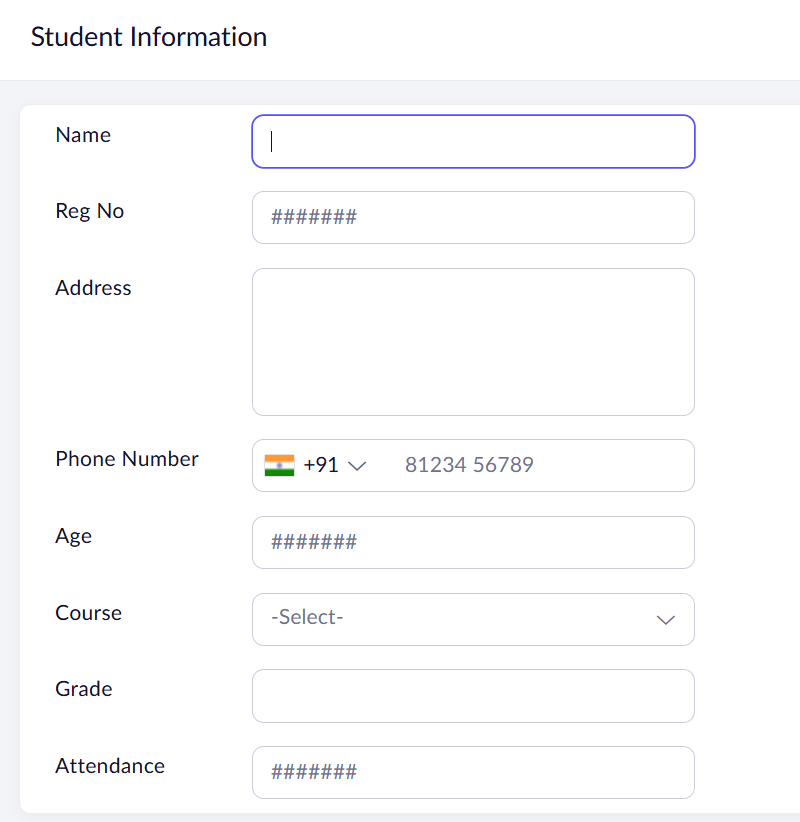 Student Information
Name
Reg No
#######
Address
Phone Number +91 81234 56789
Age
#######
Course
-Select-
Grade
Attendance
#######